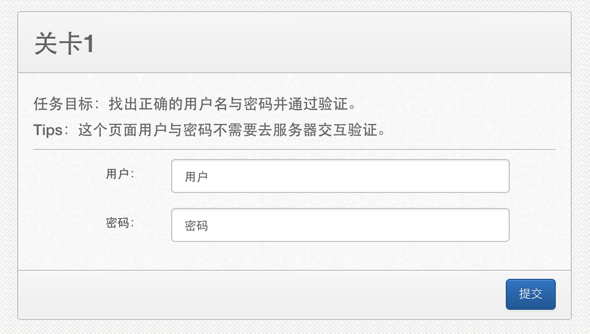 关卡1
任务目标：找出正确的用户名与密码并通过验证。
Tips：这个页面用户与密码不需要去服务器交互验证。
用户： 用户
密码： 密码
提交